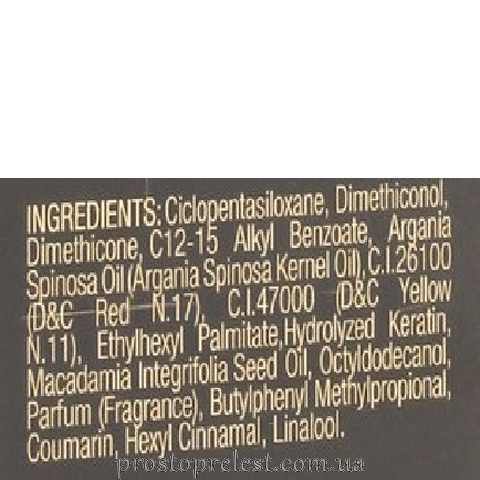 INGREDIENTS: Ciclopentasiloxane, Dimethiconol,
Dimethicone, C12-15 Alkyl Benzoate, Argania
Spinosa Oil (Argania Spinosa Kernel Oil), C.I.26100
(D&C Red N.17), C.I.47000 (D&C Yellow
N.11), Ethylhexyl Palmitate,Hydrolyzed Keratin,
Macadamia Integrifolia Seed Oil, Octyldodecanol,
Parfum (Fragrance), Butylphenyl Methylpropional,
Coumarin, Hexyl Cinnamal, Linalool.
prostoprelest.com.ua